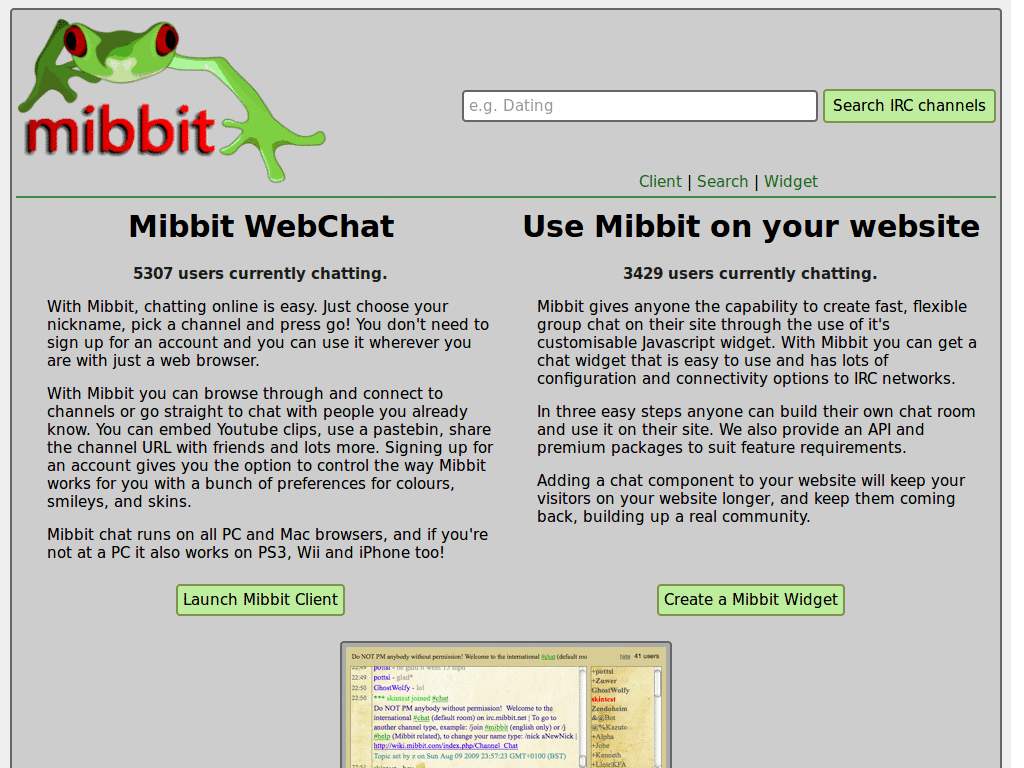 mibbit
e.g. Dating
Search IRC channels
Client | Search | Widget
Mibbit WebChat
5307 users currently chatting.
With Mibbit, chatting online is easy. Just choose your
nickname, pick a channel and press go! You don't need to
sign up for an account and you can use it wherever you
are with just a web browser.
With Mibbit you can browse through and connect to
channels or go straight to chat with people you already
know. You can embed Youtube clips, use a pastebin, share
the channel URL with friends and lots more. Signing up for
an account gives you the option to control the way Mibbit
works for you with a bunch of preferences for colours,
smileys, and skins.
Mibbit chat runs on all PC and Mac browsers, and if you're
not at a PC it also works on PS3, Wii and iPhone too!
Launch Mibbit Client
Use Mibbit on your website
3429 users currently chatting.
Mibbit gives anyone the capability to create fast, flexible
group chat on their site through the use of it's
customisable Javascript widget. With Mibbit you can get a
chat widget that is easy to use and has lots of
configuration and connectivity options to IRC networks.
In three easy steps anyone can build their own chat room
and use it on their site. We also provide an API and
premium packages to suit feature requirements.
Adding a chat component to your website will keep your
visitors on your website longer, and keep them coming
back, building up a real community.
Create a Mibbit Widget
Do NOT PM anybody without permission! Welcome to the international #chat (default roo
hide 41 users
22:49 pottsi - glad*
22:50 GhostWolfy - lol
22:50 *** skintest joined #chat
Do NOT PM anybody without permission! Welcome to the
international #chat (default room) on irc.mibbit.net | To go to
another channel type, example: /join #mibbit (english only) or /j
#help (Mibbit related), to change your name type: /nick aNewNick |
http://wiki.mibbit.com/index.php/Channel_Chat
Topic set by z on Sun Aug 09 2009 23:57:23 GMT+0100 (BST)
+pottsi
+Zuwer
GhostWolfy
skintest
Zendoheim
&@Bot
@%Kazuto
+Alpha
+Jobe
+Kenneth